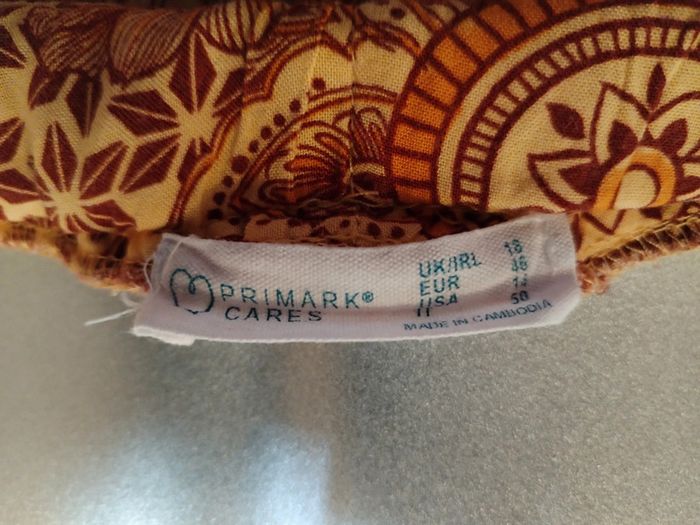 PRIMARK®
CARES
UK/IRL 18
EUR 46
USA 14
IT 50
MADE IN CAMBODIA